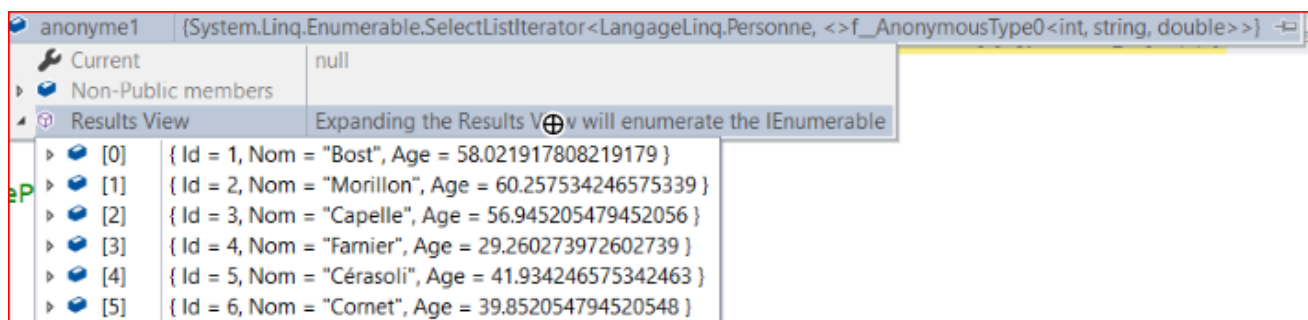 anonyme1 {System.Linq.Enumerable.SelectListIterator<LangageLinq.Personne, <>f__AnonymousType0<int, string, double>>}
Current null
Non-Public members
Results View Expanding the Results View will enumerate the IEnumerable
[0] { Id = 1, Nom = "Bost", Age = 58.021917808219179 }
eP [1] { Id = 2, Nom = "Morillon", Age = 60.257534246575339 }
[2] { Id = 3, Nom = "Capelle", Age = 56.945205479452056 }
[3] { Id = 4, Nom = "Famier", Age = 29.260273972602739 }
[4] { Id = 5, Nom = "Cérasoli", Age = 41.934246575342463 }
[5] { Id = 6, Nom = "Cornet", Age = 39.852054794520548 }